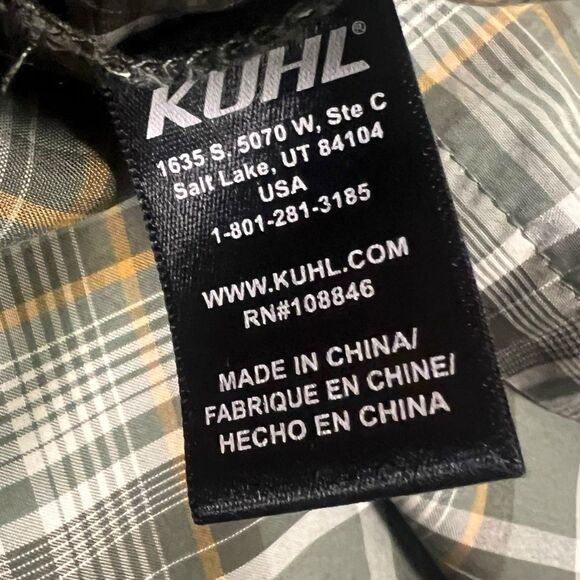 KUHL®
1635 S. 5070 W, Ste C
Salt Lake, UT 84104
USA
1-801-281-3185
WWW.KUHL.COM
RN#108846
MADE IN CHINA/
FABRIQUE EN CHINE/
HECHO EN CHINA